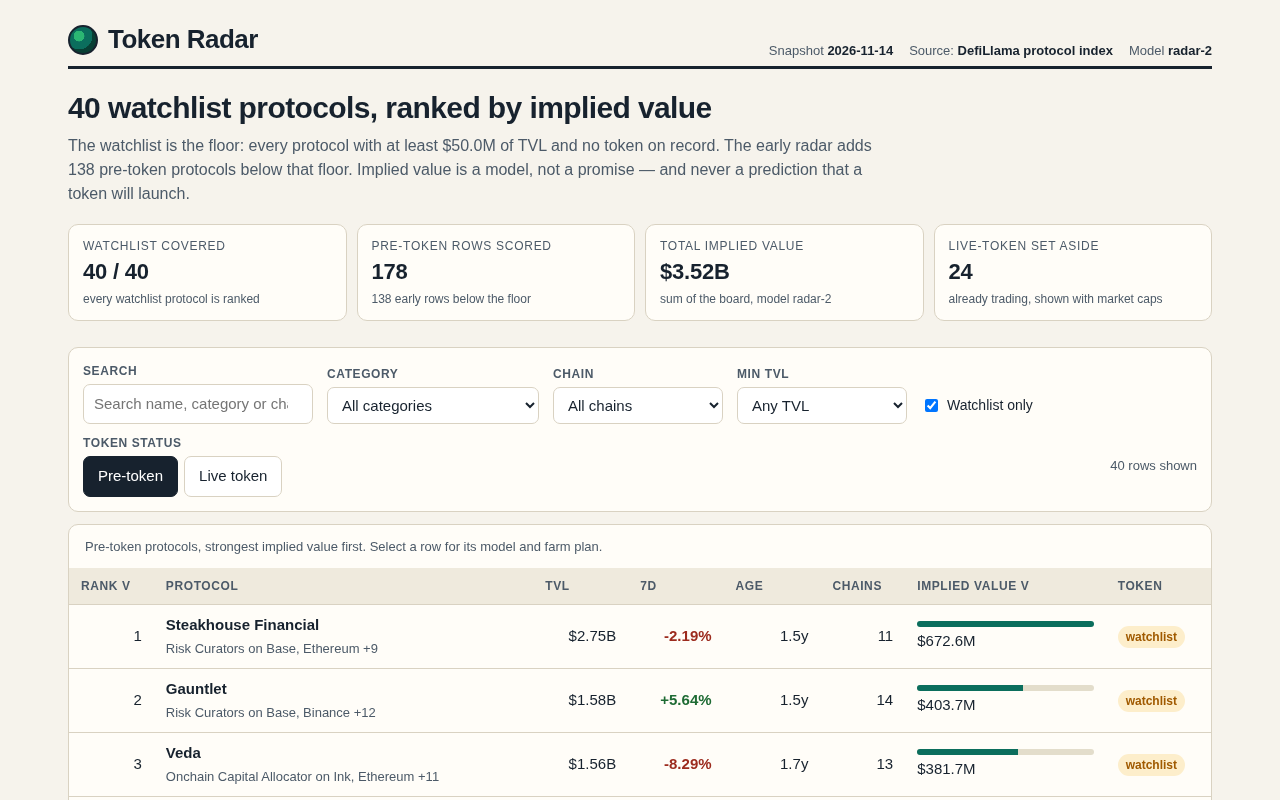 Token Radar
Snapshot 2026-11-14 Source: DefiLlama protocol index Model radar-2
40 watchlist protocols, ranked by implied value
The watchlist is the floor: every protocol with at least $50.0M of TVL and no token on record. The early radar adds
138 pre-token protocols below that floor. Implied value is a model, not a promise — and never a prediction that a
token will launch.
WATCHLIST COVERED
40 / 40
every watchlist protocol is ranked
PRE-TOKEN ROWS SCORED
178
138 early rows below the floor
TOTAL IMPLIED VALUE
$3.52B
sum of the board, model radar-2
LIVE-TOKEN SET ASIDE
24
already trading, shown with market caps
SEARCH
Search name, category or cha
CATEGORY
All categories
CHAIN
All chains
MIN TVL
Any TVL
Watchlist only
TOKEN STATUS
Pre-token Live token
40 rows shown
Pre-token protocols, strongest implied value first. Select a row for its model and farm plan.
RANK V PROTOCOL TVL 7D AGE CHAINS IMPLIED VALUE V TOKEN
1 Steakhouse Financial $2.75B -2.19% 1.5y 11 $672.6M watchlist
Risk Curators on Base, Ethereum +9
2 Gauntlet $1.58B +5.64% 1.5y 14 $403.7M watchlist
Risk Curators on Base, Binance +12
3 Veda $1.56B -8.29% 1.7y 13 $381.7M watchlist
Onchain Capital Allocator on Ink, Ethereum +11